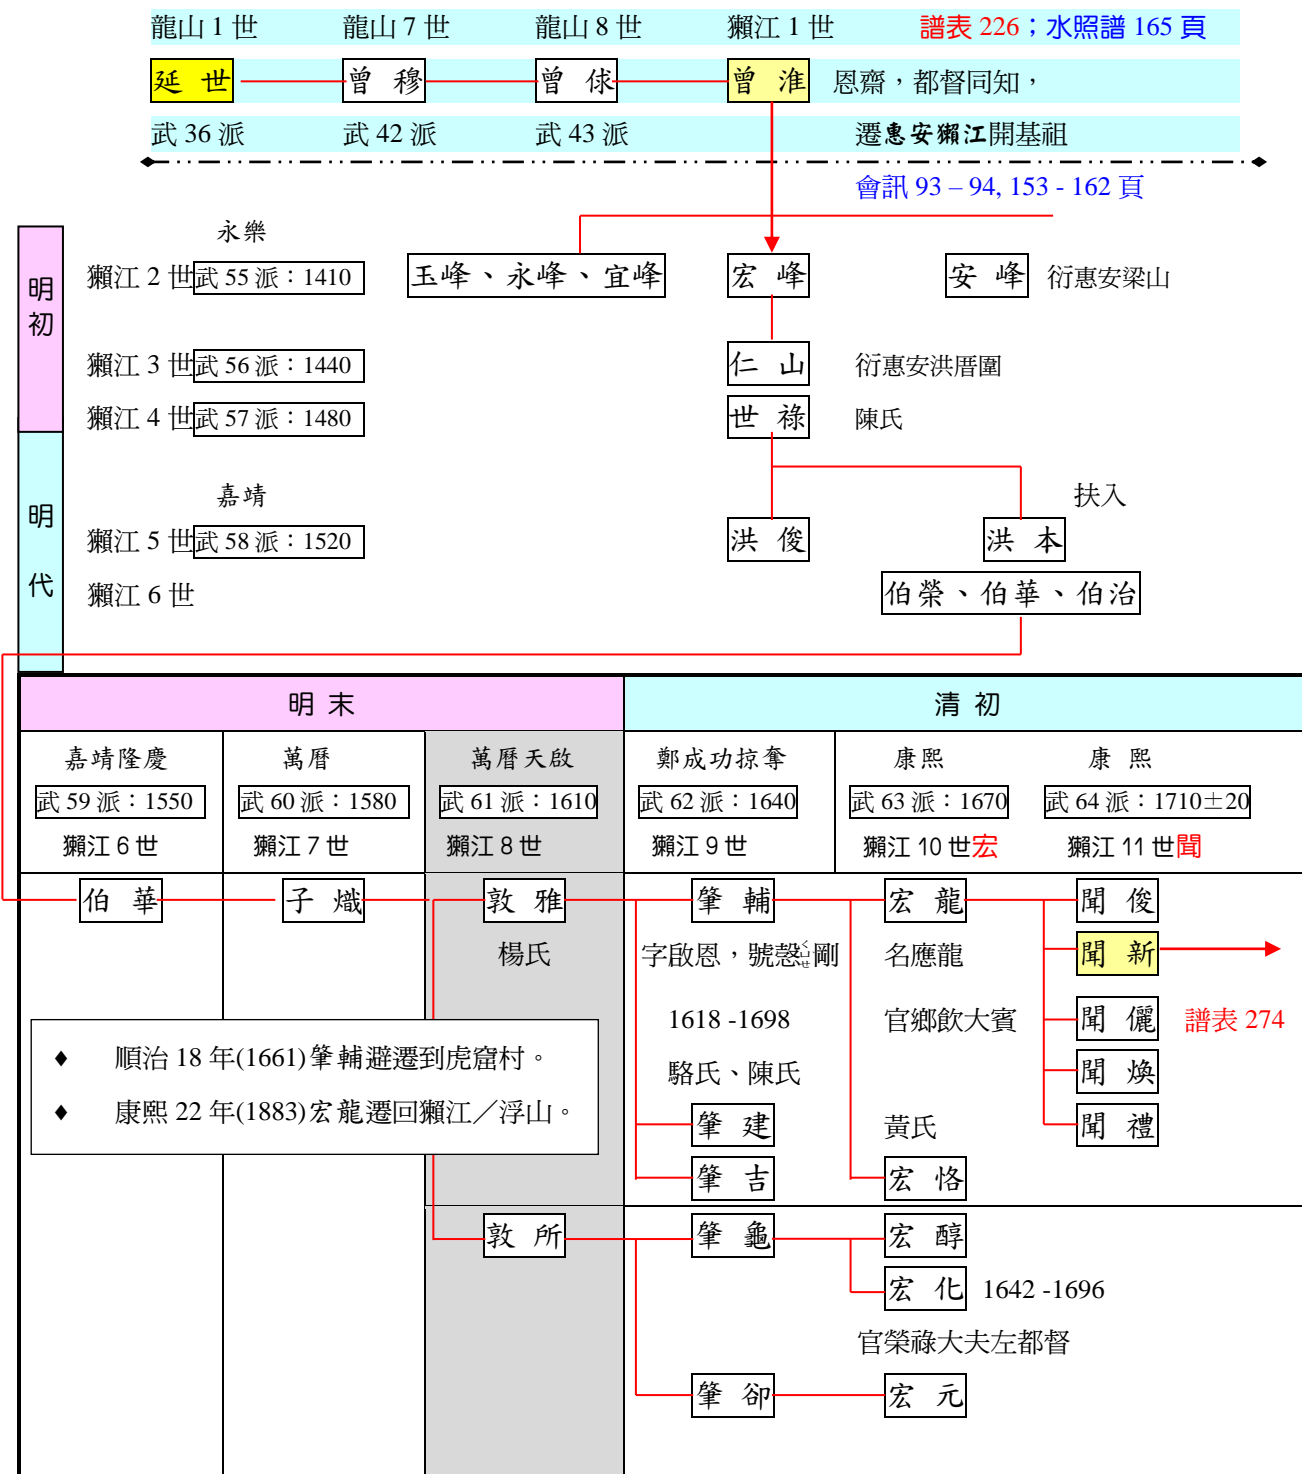 龍山 1 世 龍山 7 世 龍山 8 世 獺江 1 世 譜表 226；水照譜 165 頁
延 世 曾 穆 曾 俅 曾 淮 恩齋，都督同知，
武 36 派 武 42 派 武 43 派 遷惠安獺江開基祖
會訊 93 – 94, 153 - 162 頁
永樂
明初
獺江 2 世 武 55 派：1410 玉峰、永峰、宜峰 宏 峰 安 峰 衍惠安梁山
獺江 3 世 武 56 派：1440 仁 山 衍惠安洪厝圍
獺江 4 世 武 57 派：1480 世 祿 陳氏
明代
嘉靖 扶入
獺江 5 世 武 58 派：1520 洪 俊 洪 本
獺江 6 世 伯榮、伯華、伯治
明 末 清 初
嘉靖隆慶 萬曆 萬曆天啟 鄭成功掠奪 康熙 康 熙
武 59 派：1550 武 60 派：1580 武 61 派：1610 武 62 派：1640 武 63 派：1670 武 64 派：1710±20
獺江 6 世 獺江 7 世 獺江 8 世 獺江 9 世 獺江 10 世宏 獺江 11 世聞
伯 華 子 熾 敦 雅 肇 輔 宏 龍 聞 俊
楊氏 字啟恩，號愨剛 名應龍 聞 新
1618 -1698 官鄉飲大賓 聞 儷 譜表 274
♦ 順治 18 年(1661)肇輔避遷到虎窟村。
駱氏、陳氏 聞 煥
♦ 康熙 22 年(1883)宏龍遷回獺江／浮山。
肇 建 黃氏 聞 禮
肇 吉 宏 恪
敦 所 肇 龜 宏 醇
宏 化 1642 -1696
官榮祿大夫左都督
肇 卻 宏 元